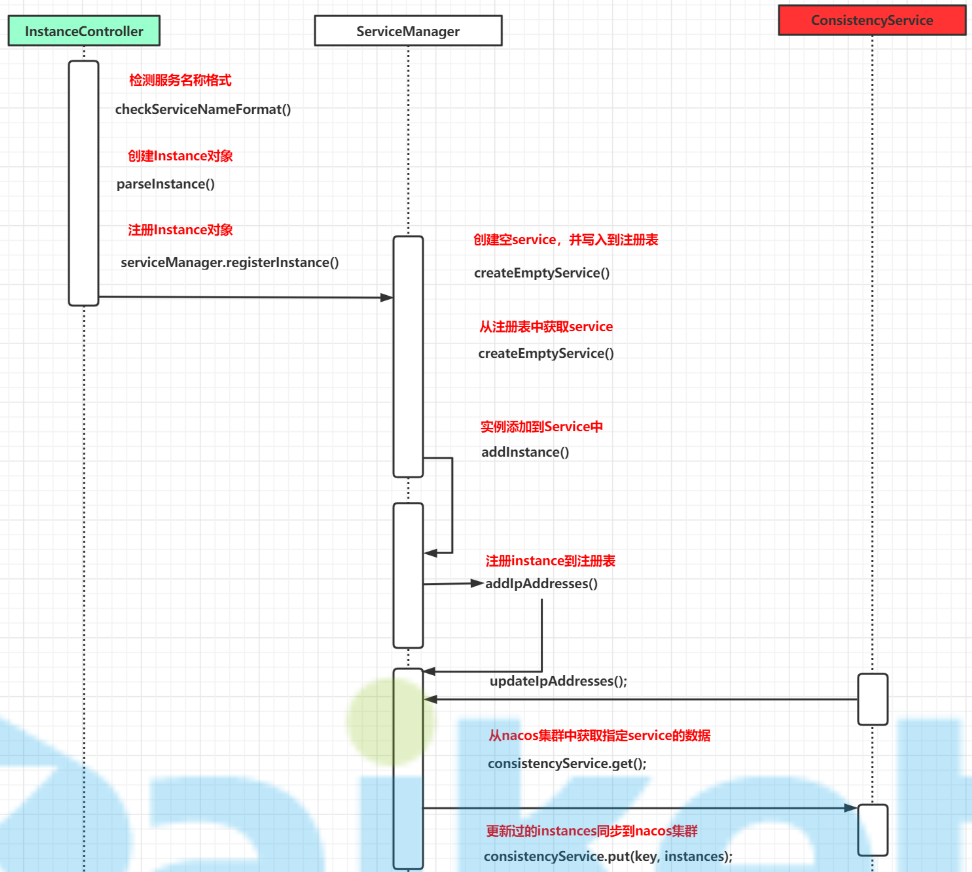 InstanceController
ServiceManager
ConsistencyService
检测服务名称格式
checkServiceNameFormat()
创建Instance对象
parseInstance()
注册Instance对象
serviceManager.registerInstance()
创建空service，并写入到注册表
createEmptyService()
从注册表中获取service
createEmptyService()
实例添加到Service中
addInstance()
注册instance到注册表
addIpAddresses()
updateIpAddresses();
从nacos集群中获取指定service的数据
consistencyService.get();
更新过的instances同步到nacos集群
consistencyService.put(key, instances);